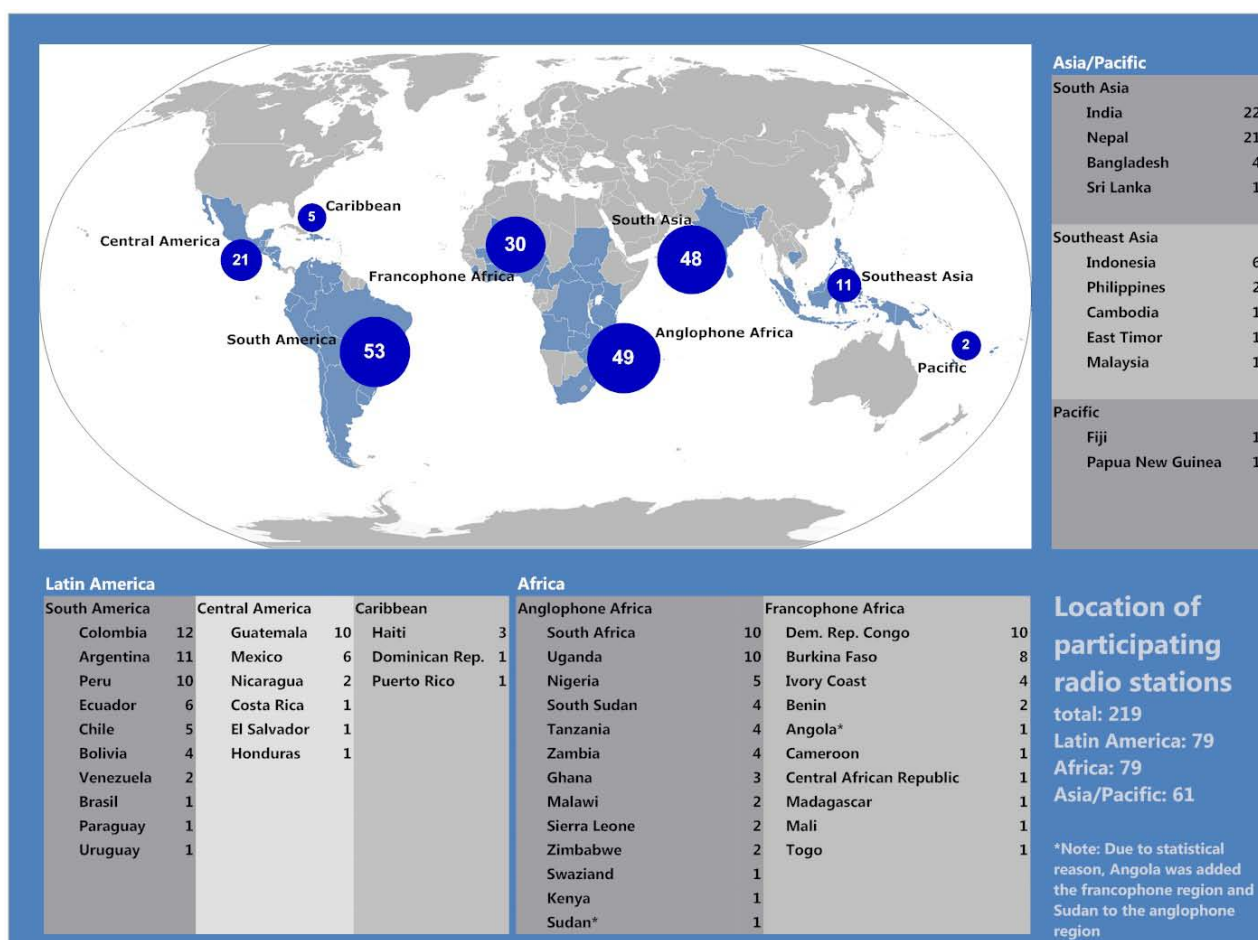 Caribbean
5
Central America
21
Francophone Africa
30
South Asia
48
Southeast Asia
11
South America
53
Anglophone Africa
49
Pacific
2
Asia/Pacific
South Asia
India 22
Nepal 21
Bangladesh 4
Sri Lanka 1
Southeast Asia
Indonesia 6
Philippines 2
Cambodia 1
East Timor 1
Malaysia 1
Pacific
Fiji 1
Papua New Guinea 1
Latin America
South America
Colombia 12
Argentina 11
Peru 10
Ecuador 6
Chile 5
Bolivia 4
Venezuela 2
Brasil 1
Paraguay 1
Uruguay 1
Central America
Guatemala 10
Mexico 6
Nicaragua 2
Costa Rica 1
El Salvador 1
Honduras 1
Caribbean
Haiti 3
Dominican Rep. 1
Puerto Rico 1
Africa
Anglophone Africa
South Africa 10
Uganda 10
Nigeria 5
South Sudan 4
Tanzania 4
Zambia 4
Ghana 3
Malawi 2
Sierra Leone 2
Zimbabwe 2
Swaziand 1
Kenya 1
Sudan* 1
Francophone Africa
Dem. Rep. Congo 10
Burkina Faso 8
Ivory Coast 4
Benin 2
Angola* 1
Cameroon 1
Central African Republic 1
Madagascar 1
Mali 1
Togo 1
Location of
participating
radio stations
total: 219
Latin America: 79
Africa: 79
Asia/Pacific: 61
*Note: Due to statistical
reason, Angola was added
the francophone region and
Sudan to the anglophone
region